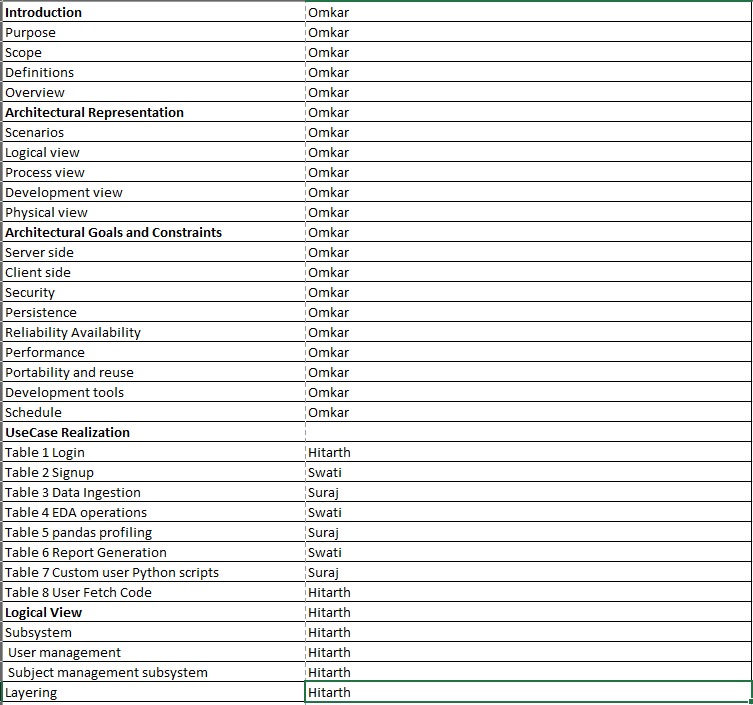 Introduction Omkar
Purpose Omkar
Scope Omkar
Definitions Omkar
Overview Omkar
Architectural Representation Omkar
Scenarios Omkar
Logical view Omkar
Process view Omkar
Development view Omkar
Physical view Omkar
Architectural Goals and Constraints Omkar
Server side Omkar
Client side Omkar
Security Omkar
Persistence Omkar
Reliability Availability Omkar
Performance Omkar
Portability and reuse Omkar
Development tools Omkar
Schedule Omkar
UseCase Realization
Table 1 Login Hitarth
Table 2 Signup Swati
Table 3 Data Ingestion Suraj
Table 4 EDA operations Swati
Table 5 pandas profiling Suraj
Table 6 Report Generation Swati
Table 7 Custom user Python scripts Suraj
Table 8 User Fetch Code Hitarth
Logical View Hitarth
Subsystem Hitarth
User management Hitarth
Subject management subsystem Hitarth
Layering Hitarth